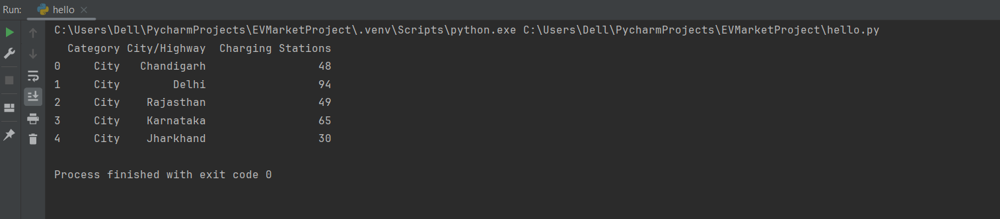 Run: hello
C:\Users\Dell\PycharmProjects\EVMarketProject\.venv\Scripts\python.exe C:\Users\Dell\PycharmProjects\EVMarketProject\hello.py
  Category City/Highway  Charging Stations
0     City   Chandigarh                 48
1     City        Delhi                 94
2     City    Rajasthan                 49
3     City    Karnataka                 65
4     City    Jharkhand                 30
Process finished with exit code 0